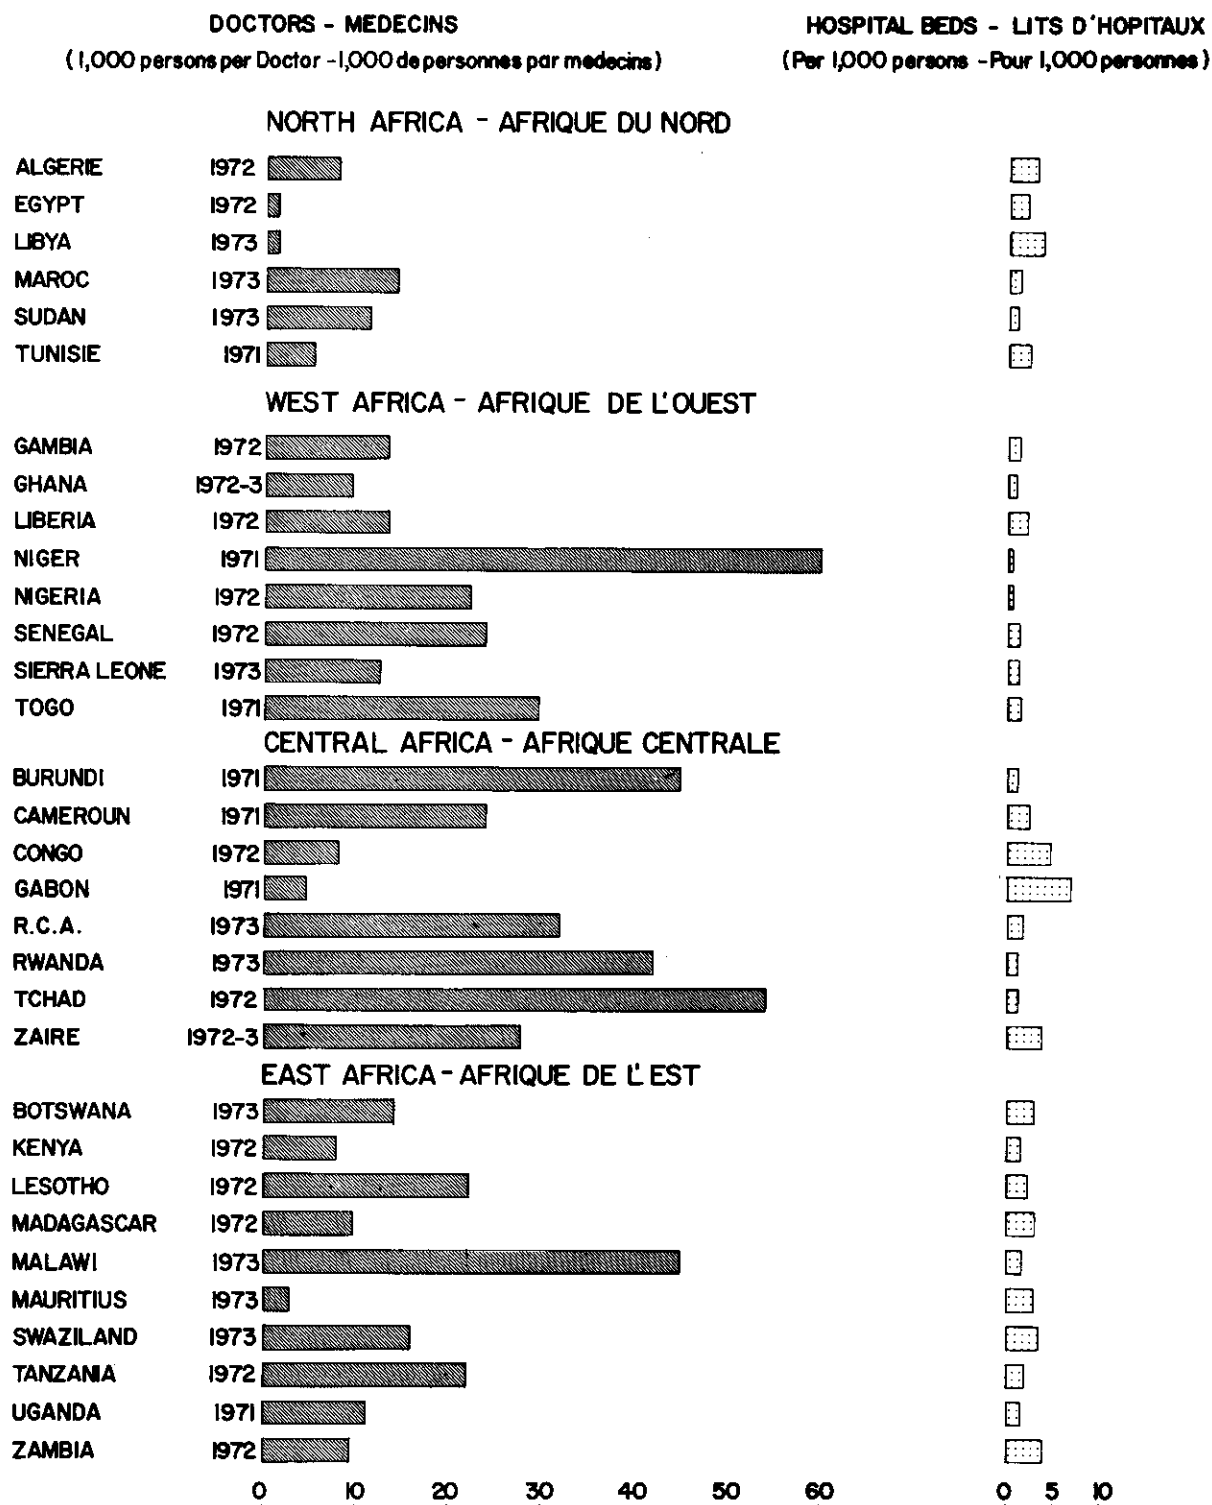 DOCTORS - MEDECINS
HOSPITAL BEDS - LITS D'HOPITAUX
(1,000 persons per Doctor -1,000 de personnes par medecins)
(Per 1,000 persons -Pour 1,000 personnes)
NORTH AFRICA - AFRIQUE DU NORD
ALGERIE 1972
EGYPT 1972
LIBYA 1973
MAROC 1973
SUDAN 1973
TUNISIE 1971
WEST AFRICA - AFRIQUE DE L'OUEST
GAMBIA 1972
GHANA 1972-3
LIBERIA 1972
NIGER 1971
NIGERIA 1972
SENEGAL 1972
SIERRA LEONE 1973
TOGO 1971
CENTRAL AFRICA - AFRIQUE CENTRALE
BURUNDI 1971
CAMEROUN 1971
CONGO 1972
GABON 1971
R.C.A. 1973
RWANDA 1973
TCHAD 1972
ZAIRE 1972-3
EAST AFRICA - AFRIQUE DE L'EST
BOTSWANA 1973
KENYA 1972
LESOTHO 1972
MADAGASCAR 1972
MALAWI 1973
MAURITIUS 1973
SWAZILAND 1973
TANZANIA 1972
UGANDA 1971
ZAMBIA 1972
0 10 20 30 40 50 60
0 5 10